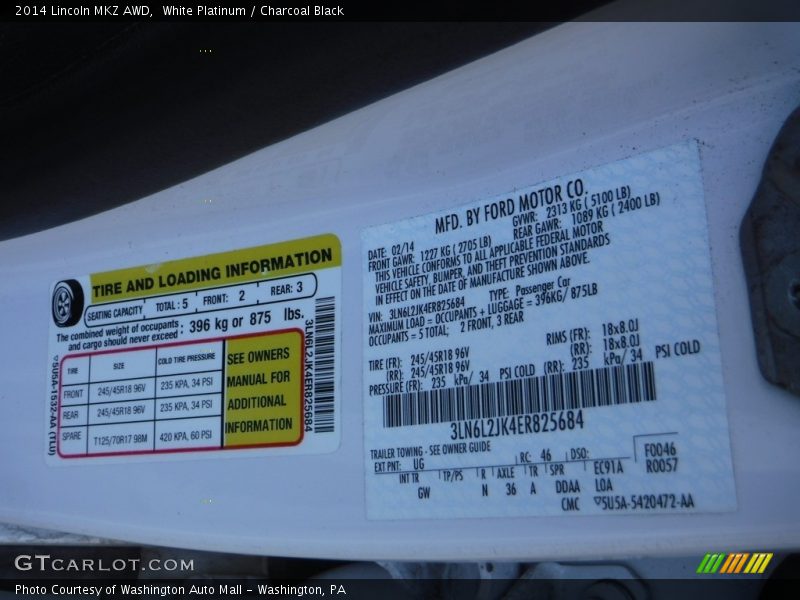 2014 Lincoln MKZ AWD, White Platinum / Charcoal Black
TIRE AND LOADING INFORMATION
SEATING CAPACITY TOTAL: 5 FRONT: 2 REAR: 3
The combined weight of occupants and cargo should never exceed : 396 kg or 875 lbs.
TIRE SIZE COLD TIRE PRESSURE
FRONT 245/45R18 96V 235 KPA, 34 PSI
REAR 245/45R18 96V 235 KPA, 34 PSI
SPARE T125/70R17 98M 420 KPA, 60 PSI
SEE OWNERS
MANUAL FOR
ADDITIONAL
INFORMATION
3LN6L2JK4ER825684
5U5A-1532-AA (TLU)
MFD. BY FORD MOTOR CO.
DATE: 02/14 GVWR: 2313 KG ( 5100 LB)
FRONT GAWR: 1227 KG ( 2705 LB) REAR GAWR: 1089 KG ( 2400 LB)
THIS VEHICLE CONFORMS TO ALL APPLICABLE FEDERAL MOTOR
VEHICLE SAFETY, BUMPER, AND THEFT PREVENTION STANDARDS
IN EFFECT ON THE DATE OF MANUFACTURE SHOWN ABOVE.
VIN: 3LN6L2JK4ER825684 TYPE: Passenger Car
MAXIMUM LOAD = OCCUPANTS + LUGGAGE = 396KG/ 875LB
OCCUPANTS = 5 TOTAL; 2 FRONT, 3 REAR
TIRE (FR): 245/45R18 96V RIMS (FR): 18x8.0J
(RR): 245/45R18 96V (RR): 18x8.0J
PRESSURE (FR): 235 kPa/ 34 PSI COLD (RR): 235 kPa/ 34 PSI COLD
3LN6L2JK4ER825684
TRAILER TOWING - SEE OWNER GUIDE
EXT PNT: UG RC: 46 DSO: F0046
INT TR TP/PS R AXLE TR SPR EC91A R0057
GW N 36 A DDAA LOA
CMC 5U5A-5420472-AA
GTCARLOT.COM
Photo Courtesy of Washington Auto Mall - Washington, PA